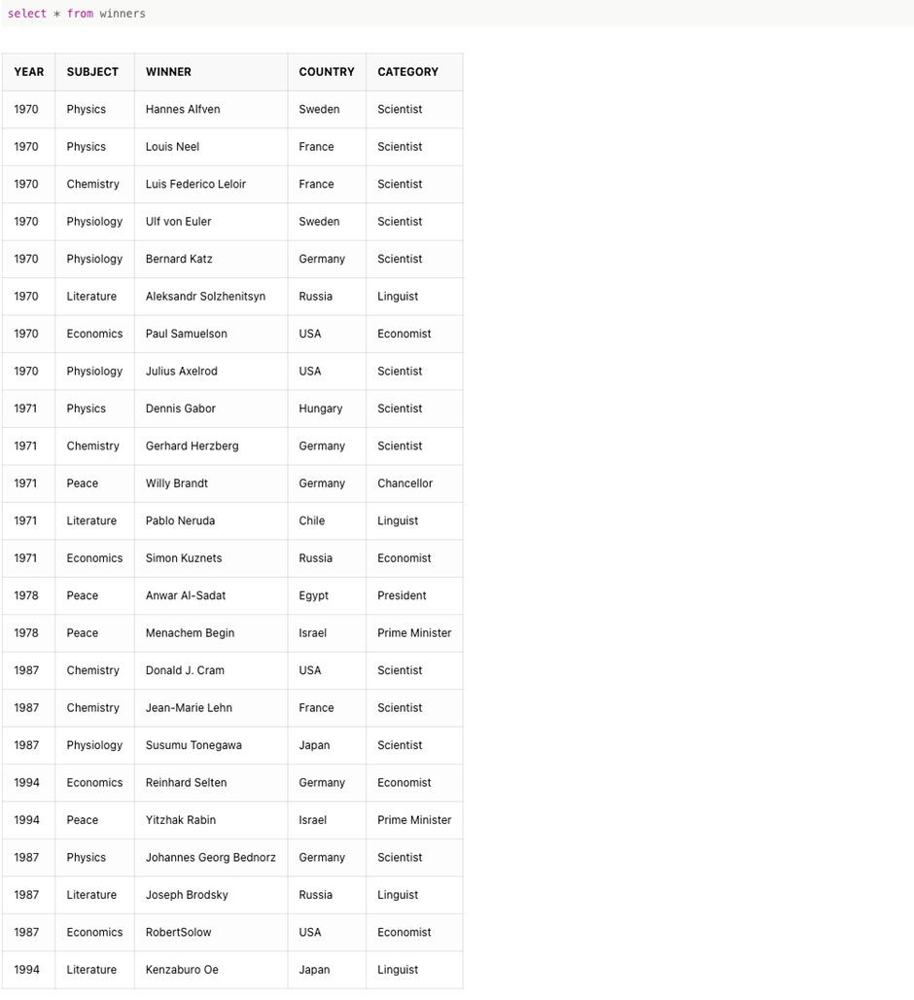 select * from winners
YEAR SUBJECT WINNER COUNTRY CATEGORY
1970 Physics Hannes Alfven Sweden Scientist
1970 Physics Louis Neel France Scientist
1970 Chemistry Luis Federico Leloir France Scientist
1970 Physiology Ulf von Euler Sweden Scientist
1970 Physiology Bernard Katz Germany Scientist
1970 Literature Aleksandr Solzhenitsyn Russia Linguist
1970 Economics Paul Samuelson USA Economist
1970 Physiology Julius Axelrod USA Scientist
1971 Physics Dennis Gabor Hungary Scientist
1971 Chemistry Gerhard Herzberg Germany Scientist
1971 Peace Willy Brandt Germany Chancellor
1971 Literature Pablo Neruda Chile Linguist
1971 Economics Simon Kuznets Russia Economist
1978 Peace Anwar Al-Sadat Egypt President
1978 Peace Menachem Begin Israel Prime Minister
1987 Chemistry Donald J. Cram USA Scientist
1987 Chemistry Jean-Marie Lehn France Scientist
1987 Physiology Susumu Tonegawa Japan Scientist
1994 Economics Reinhard Selten Germany Economist
1994 Peace Yitzhak Rabin Israel Prime Minister
1987 Physics Johannes Georg Bednorz Germany Scientist
1987 Literature Joseph Brodsky Russia Linguist
1987 Economics RobertSolow USA Economist
1994 Literature Kenzaburo Oe Japan Linguist